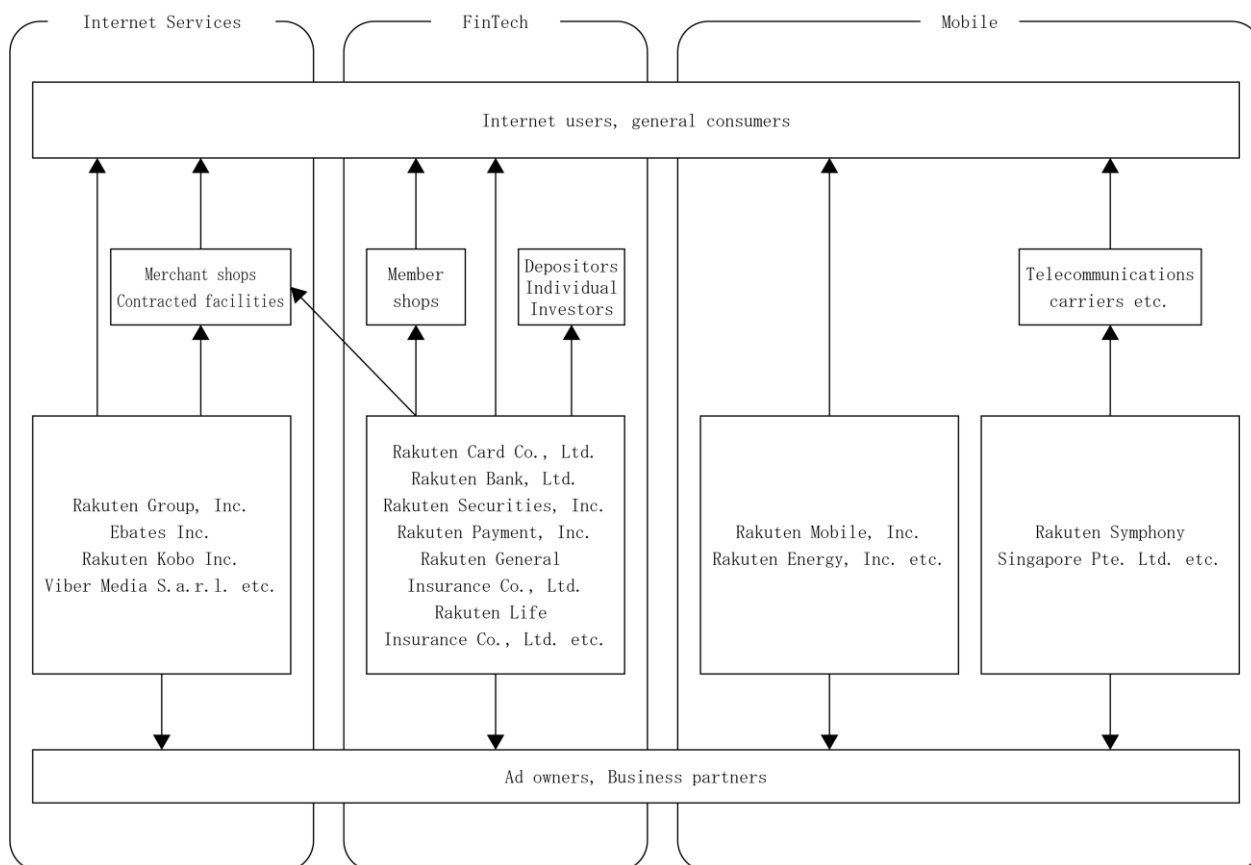 Internet Services
FinTech
Mobile
Internet users, general consumers
Merchant shops
Contracted facilities
Member
shops
Depositors
Individual
Investors
Telecommunications
carriers etc.
Rakuten Group, Inc.
Ebates Inc.
Rakuten Kobo Inc.
Viber Media S.a.r.l. etc.
Rakuten Card Co., Ltd.
Rakuten Bank, Ltd.
Rakuten Securities, Inc.
Rakuten Payment, Inc.
Rakuten General
Insurance Co., Ltd.
Rakuten Life
Insurance Co., Ltd. etc.
Rakuten Mobile, Inc.
Rakuten Energy, Inc. etc.
Rakuten Symphony
Singapore Pte. Ltd. etc.
Ad owners, Business partners